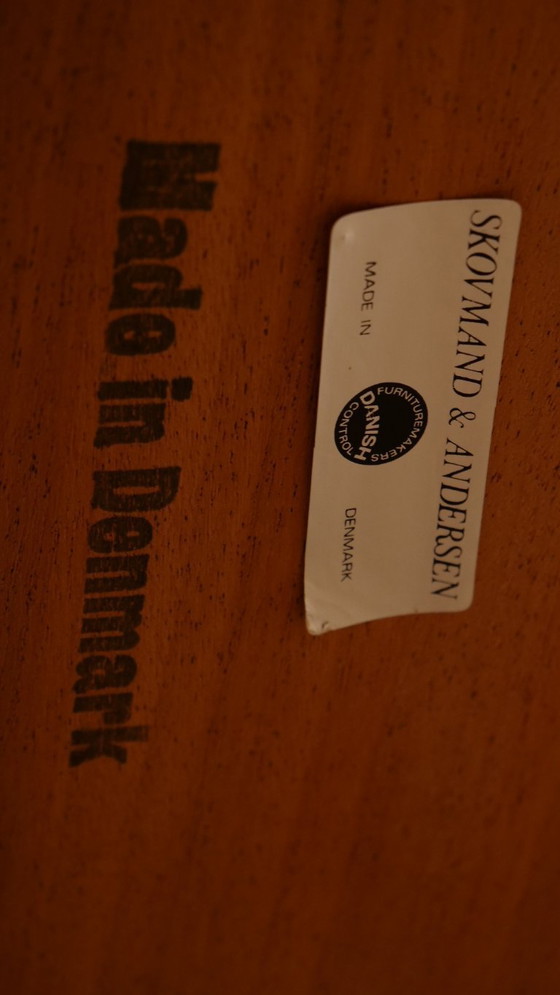 SKOVMAND & ANDERSEN
MADE IN
FURNITUREMAKERS
DANISH
CONTROL
DENMARK
Made in Denmark